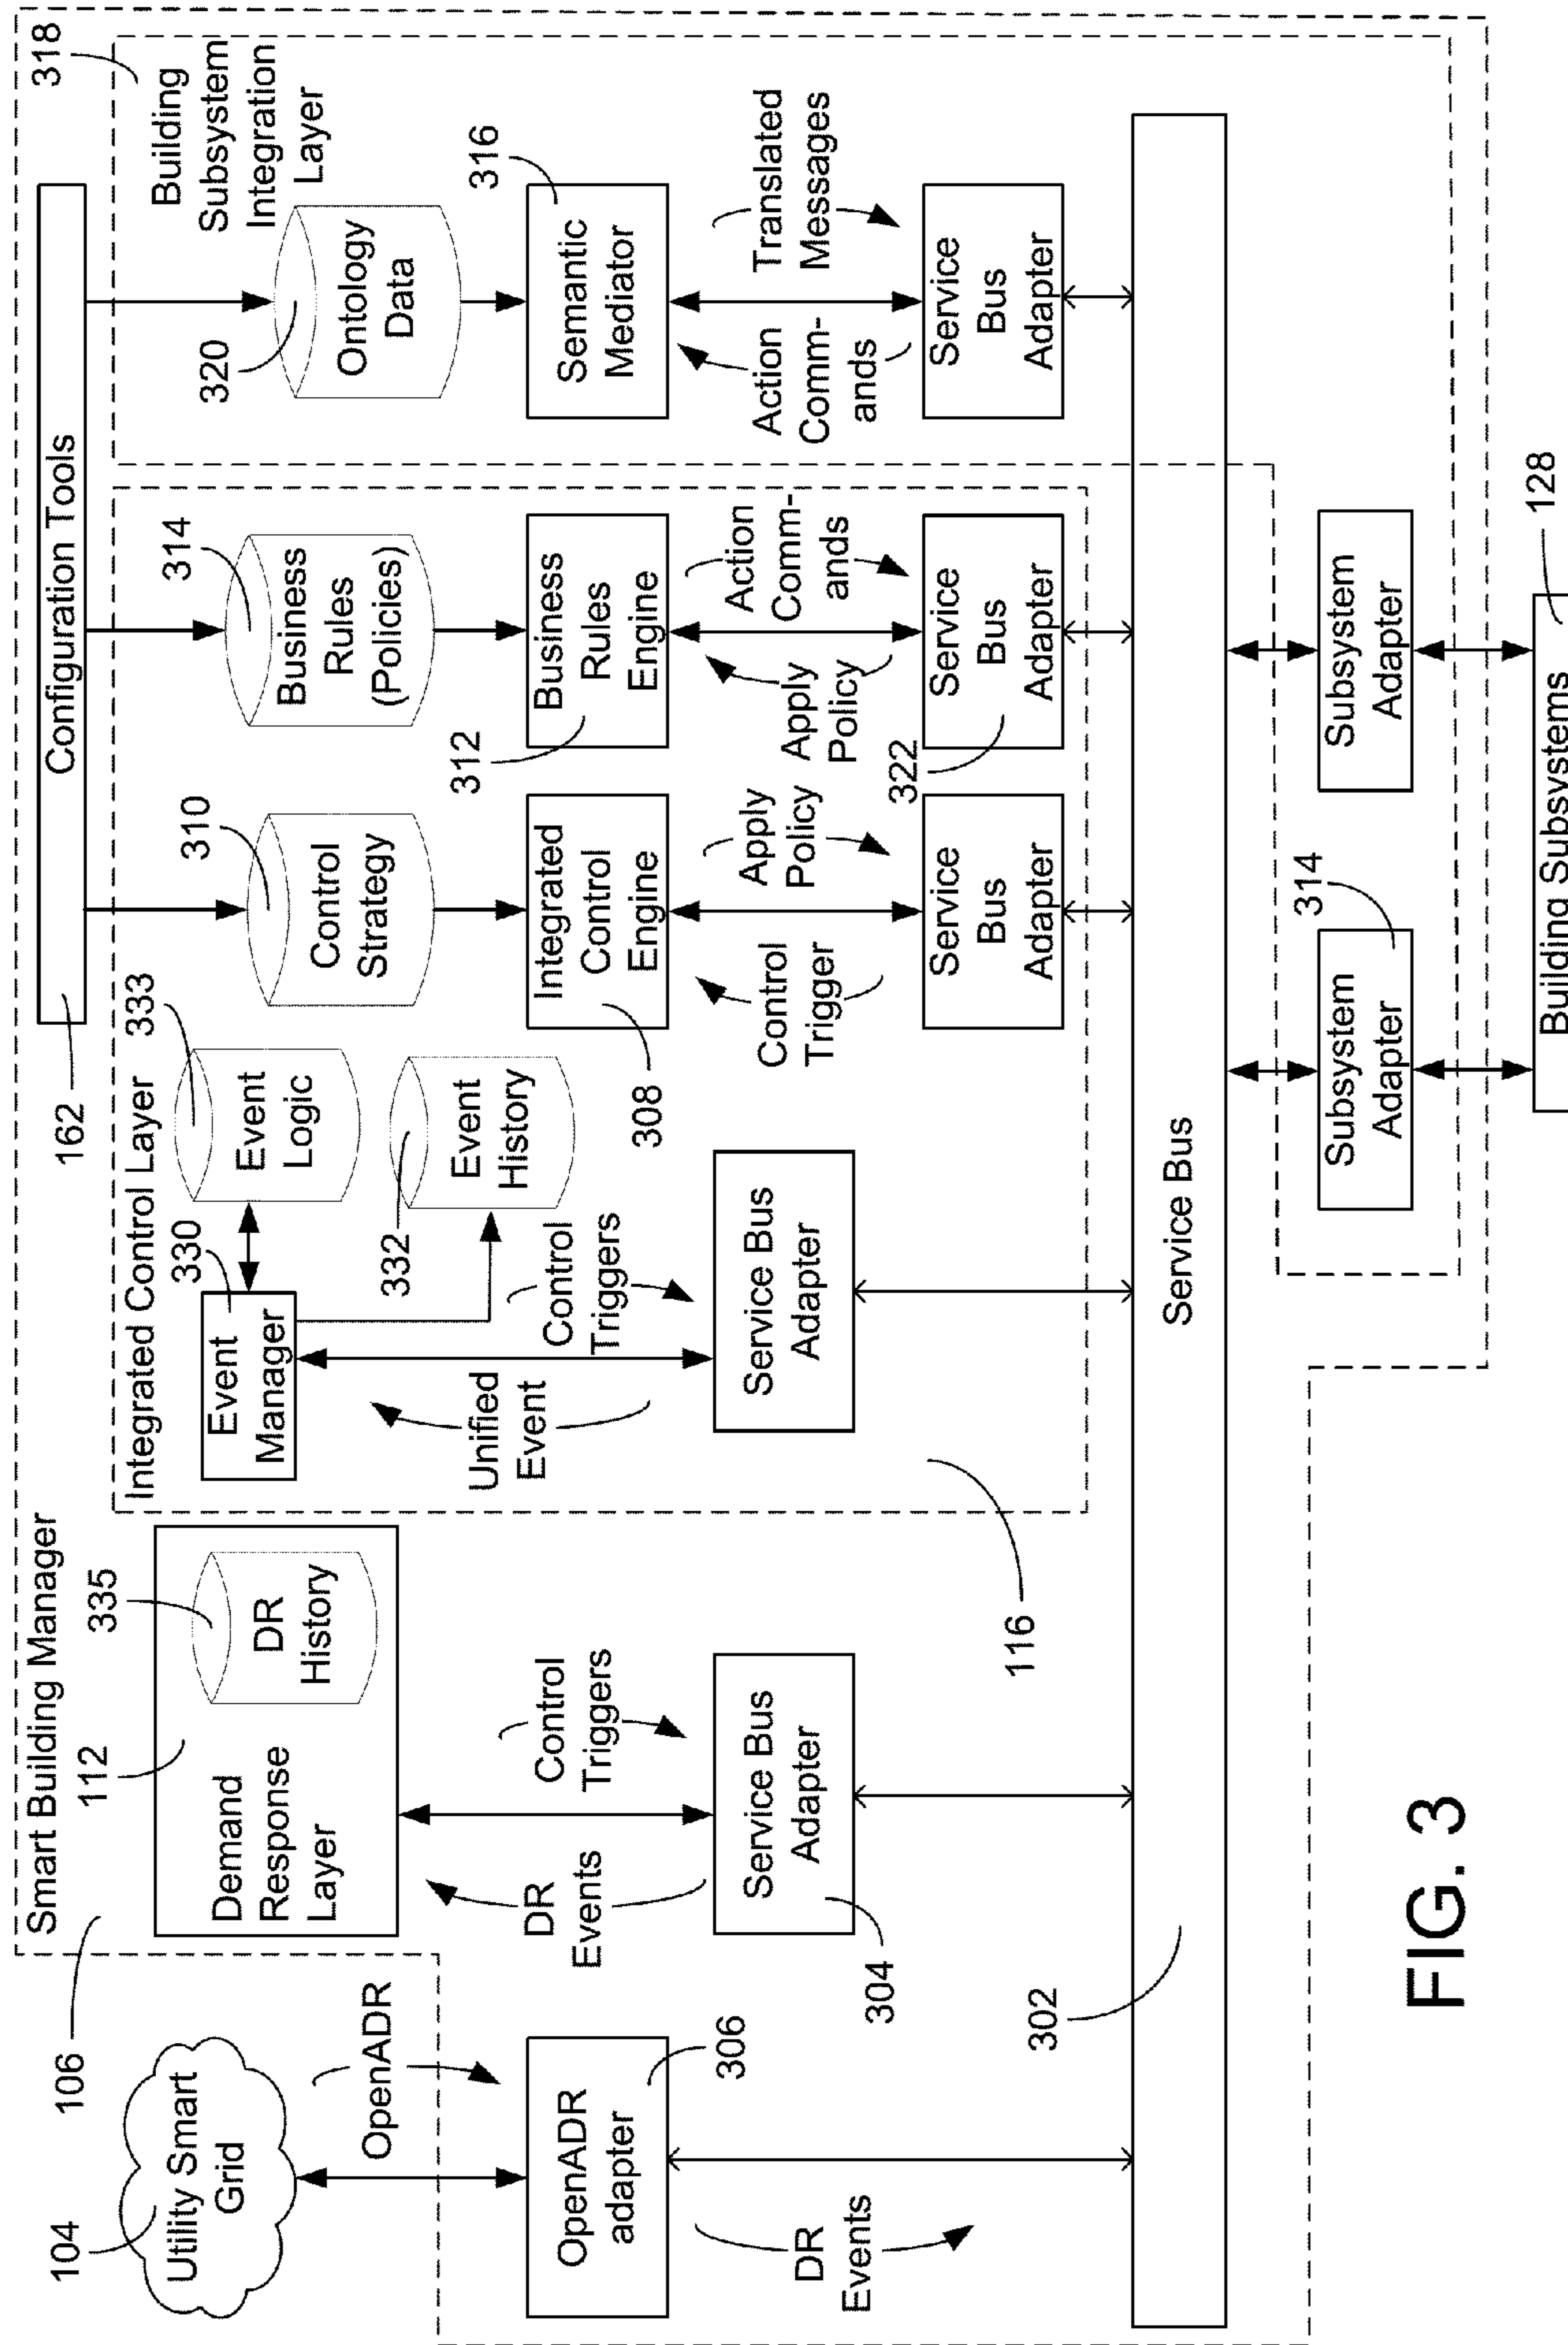 Smart Building Manager
106
104
Utility Smart
Grid
OpenADR
OpenADR
adapter
306
DR
Events
112
335
Demand
Response
Layer
DR
History
DR
Events
Control
Triggers
Service Bus
Adapter
304
Integrated Control Layer
116
330
Event
Manager
333
Event
Logic
332
Event
History
Unified
Event
Control
Triggers
Service Bus
Adapter
162
Configuration Tools
310
Control
Strategy
Integrated
Control
Engine
308
Control
Trigger
Apply
Policy
Service
Bus
Adapter
314
Business
Rules
(Policies)
Business
Rules
Engine
312
Apply
Policy
Action
Comm-
ands
Service
Bus
Adapter
322
318
Building
Subsystem
Integration
Layer
320
Ontology
Data
316
Semantic
Mediator
Action
Comm-
ands
Translated
Messages
Service
Bus
Adapter
302
Service Bus
Subsystem
Adapter
314
Subsystem
Adapter
Building Subsystems
128
FIG. 3